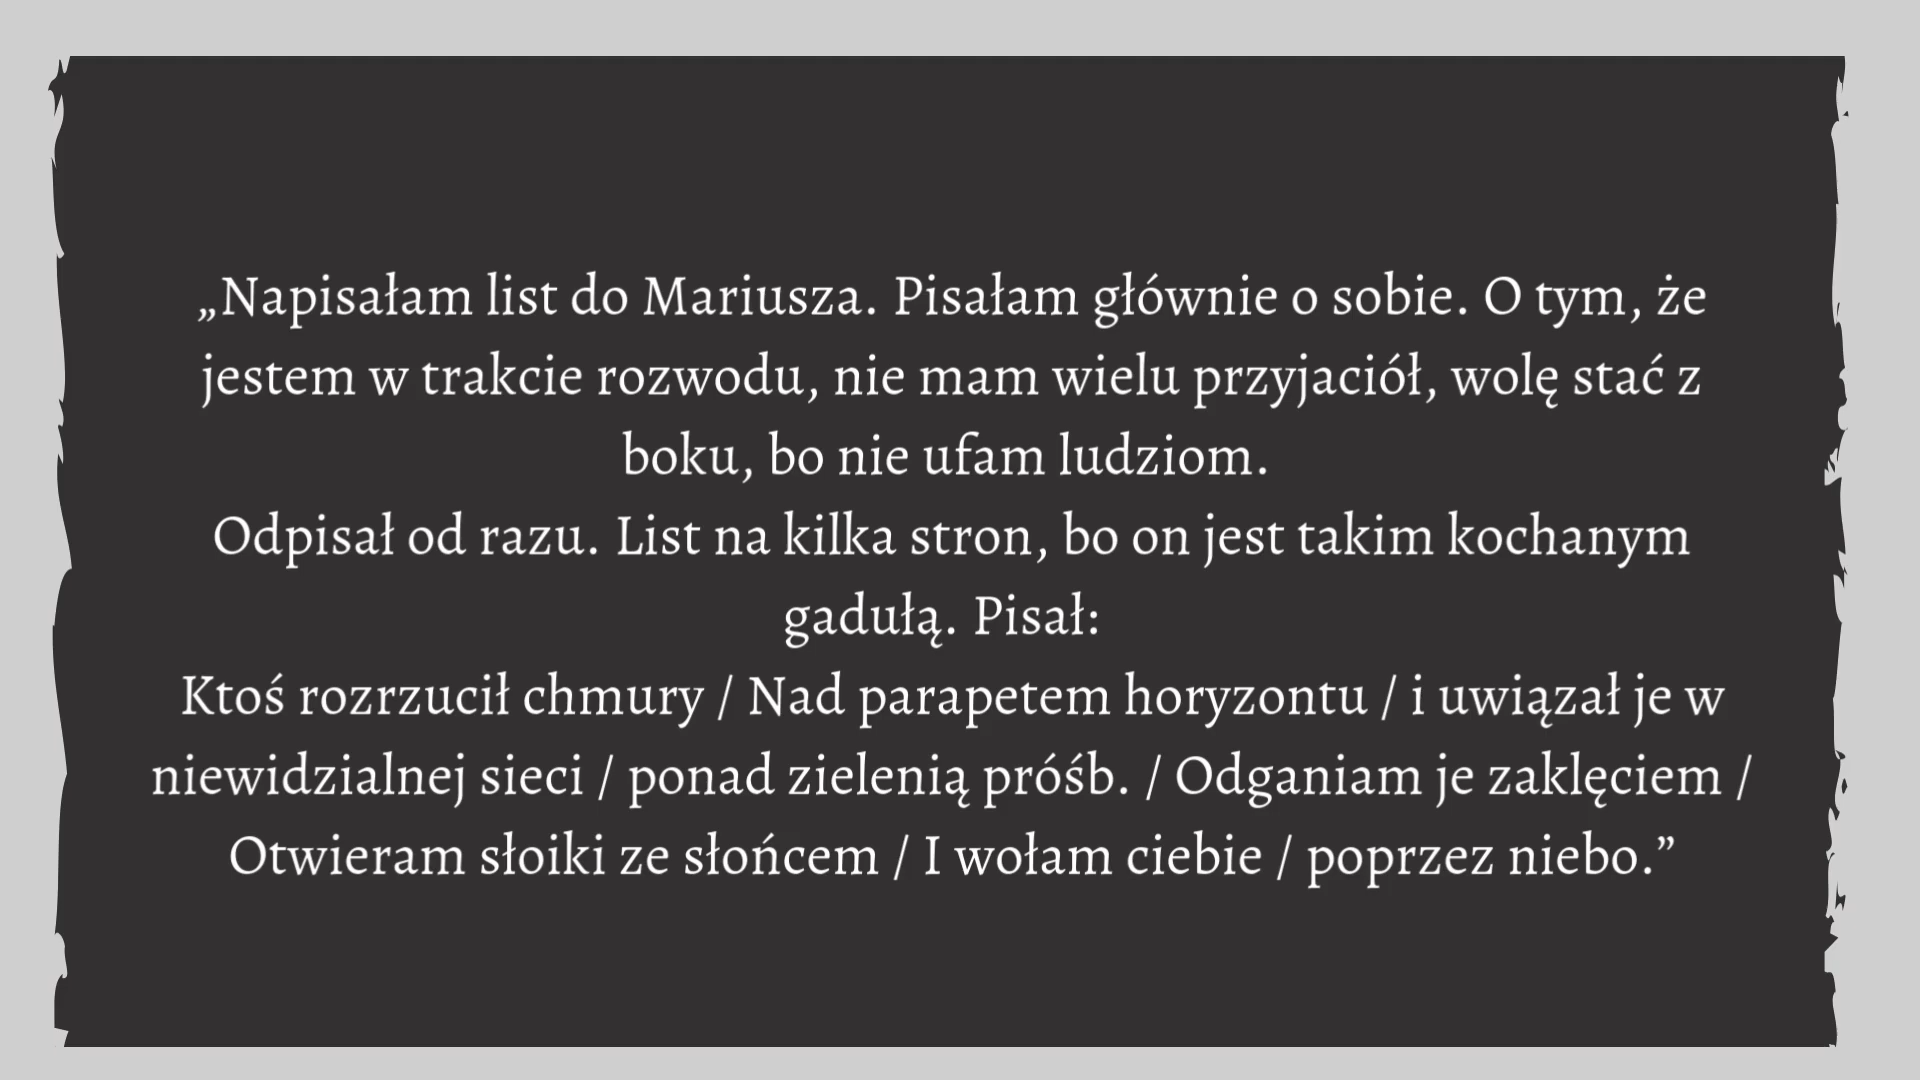 „Napisałam list do Mariusza. Pisałam głównie o sobie. O tym, że
jestem w trakcie rozwodu, nie mam wielu przyjaciół, wolę stać z
boku, bo nie ufam ludziom.
Odpisał od razu. List na kilka stron, bo on jest takim kochanym
gadułą. Pisał:
Ktoś rozrzucił chmury / Nad parapetem horyzontu / i uwiązał je w
niewidzialnej sieci / ponad zielenią próśb. / Odganiam je zaklęciem /
Otwieram słoiki ze słońcem / I wołam ciebie / poprzez niebo.”